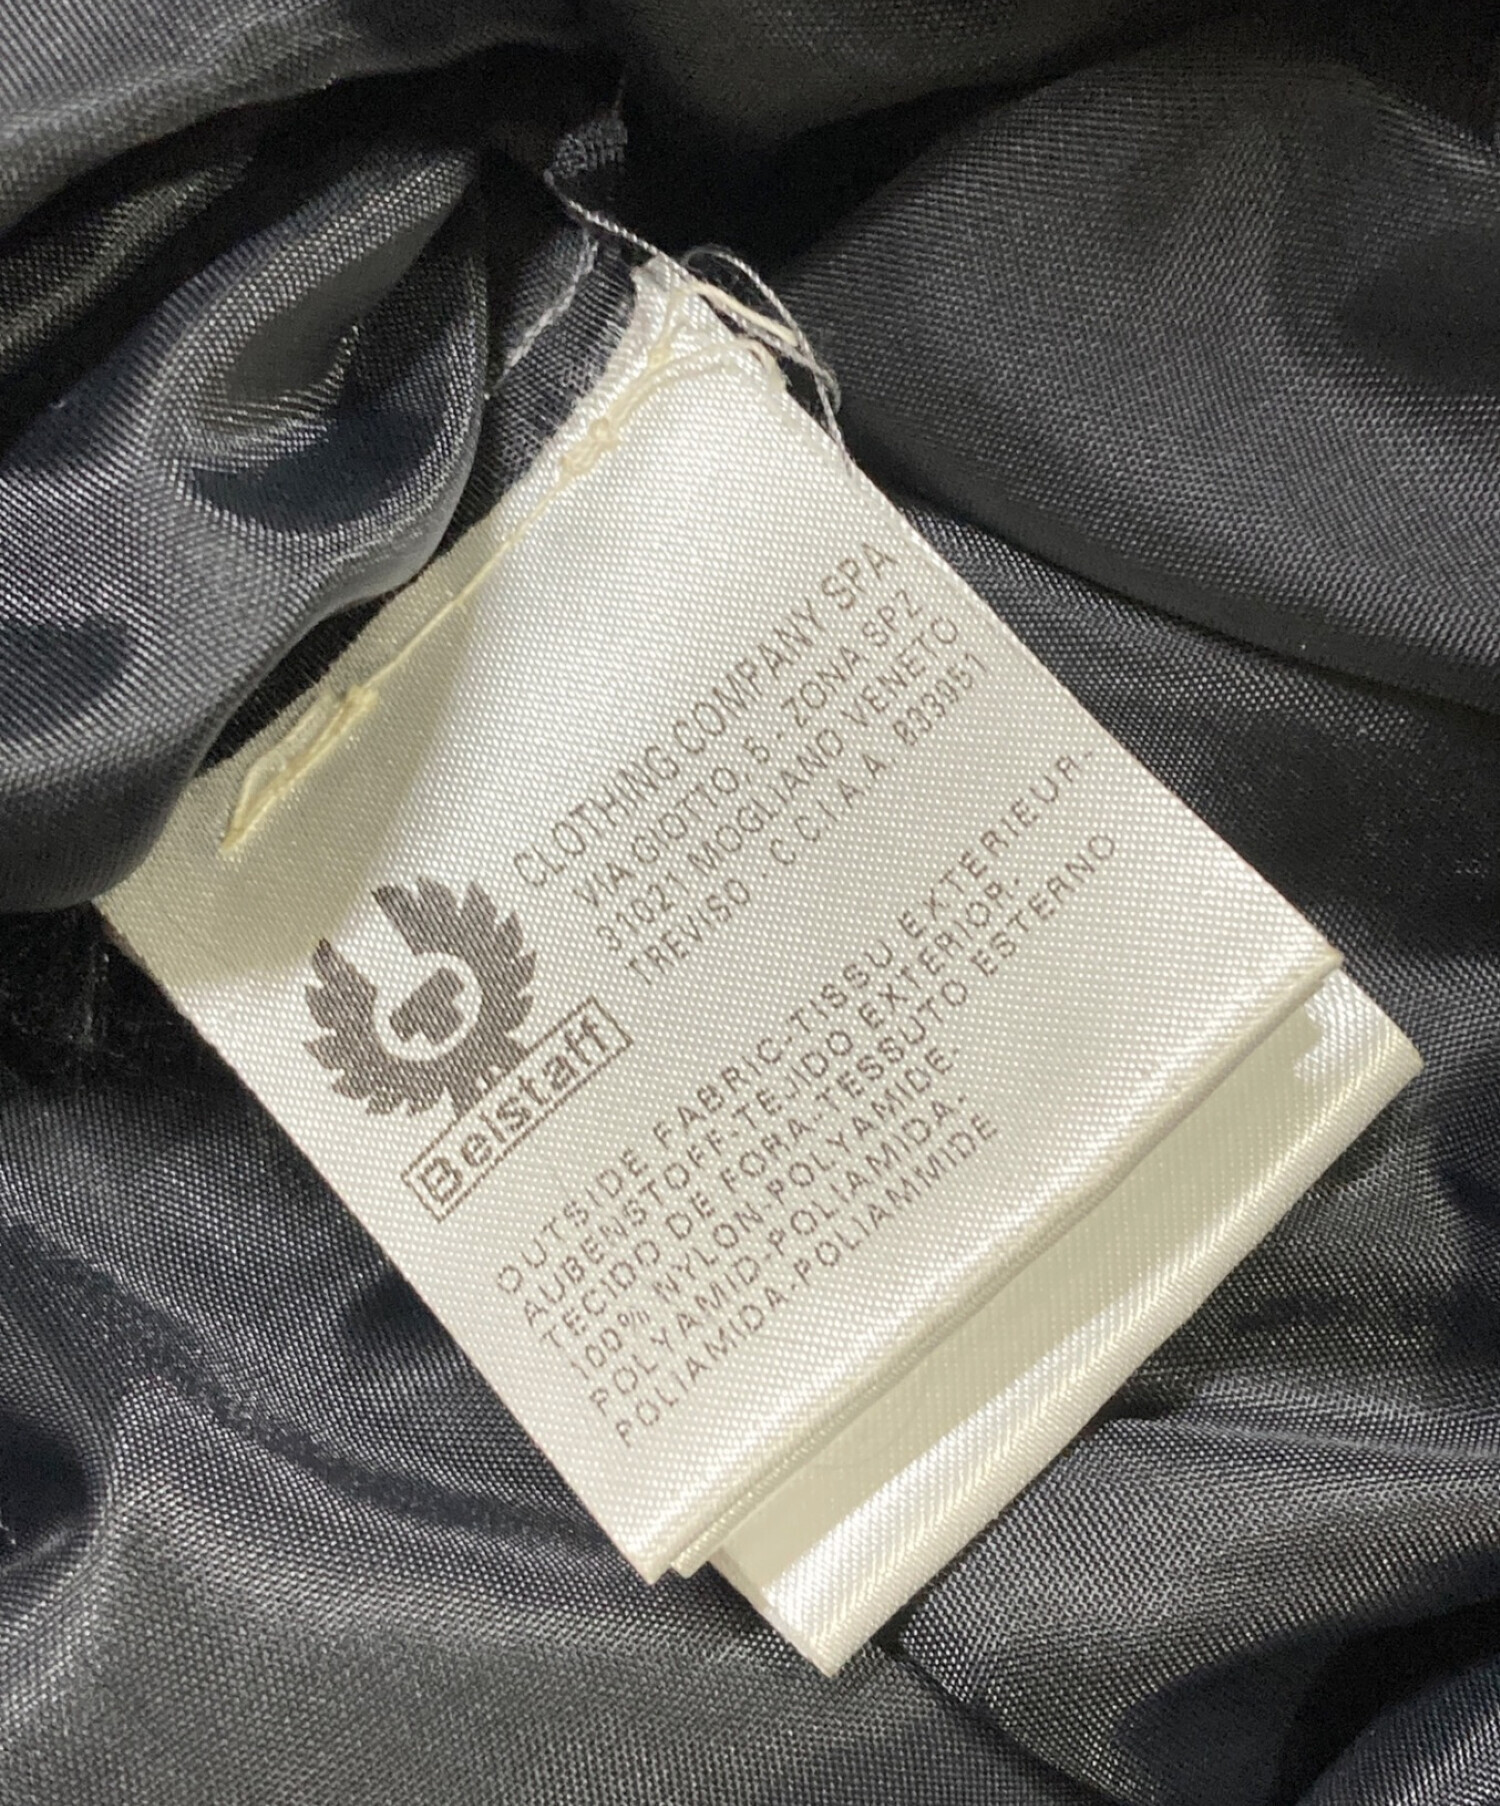 CLOTHING COMPANY SPA
VIA GIOTTO, 5 - ZONA SPZ
31021 MOGLIANO VENETO
TREVISO - C C I A A 833951
Belstaff
OUTSIDE FABRIC-TISSU EXTERIEUR-
AUBENSTOFF-TEJIDO EXTERIOR.
TECIDO DE FORA-TESSUTO ESTERNO
100% NYLON-POLYAMIDE-
POLYAMID-POLIAMIDA-
POLIAMIDA-POLIAMMIDE